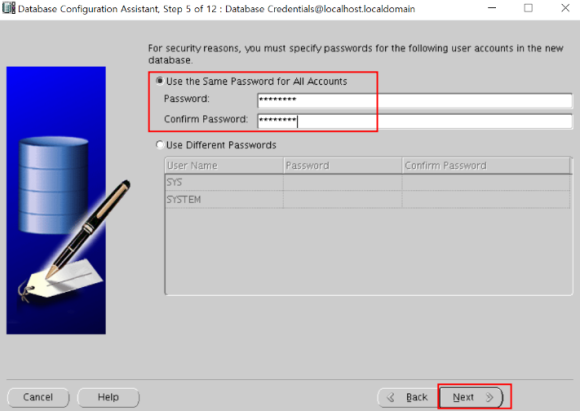 Database Configuration Assistant, Step 5 of 12 : Database Credentials@localhost.localdomain
For security reasons, you must specify passwords for the following user accounts in the new
database.
Use the Same Password for All Accounts
Password: ********
Confirm Password: ********
Use Different Passwords
User Name Password Confirm Password
SYS
SYSTEM
Cancel Help Back Next